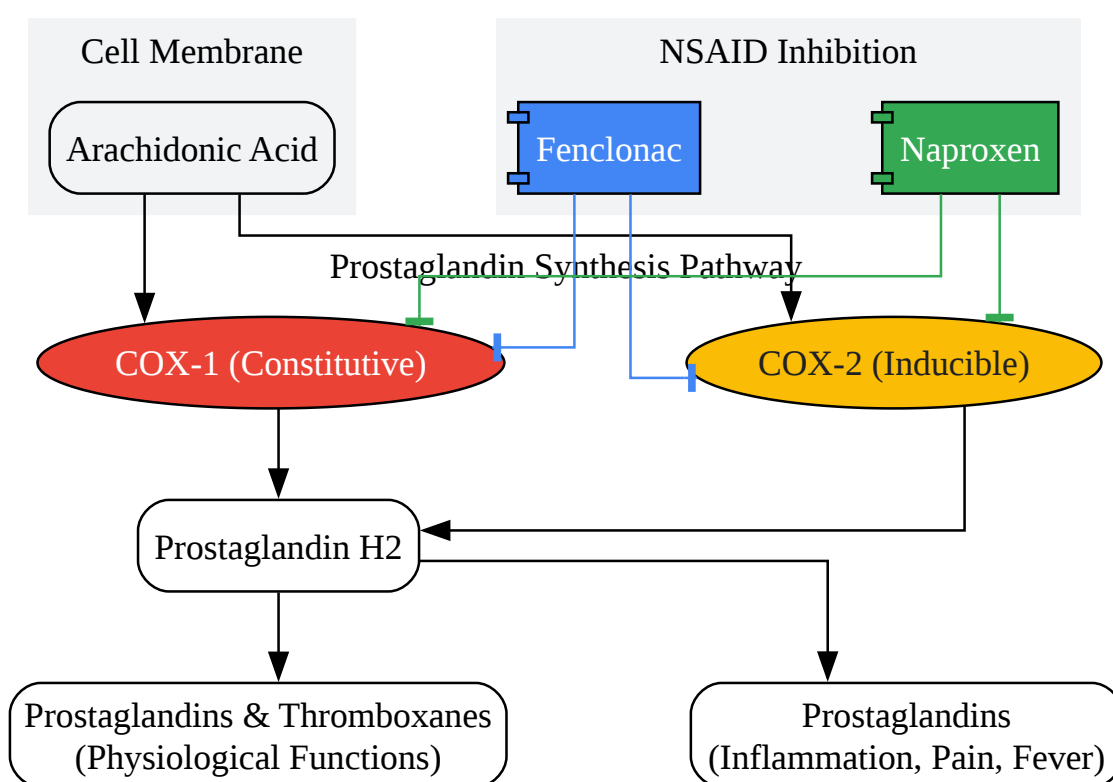 Cell Membrane
NSAID Inhibition
Arachidonic Acid
Fenclonac
Naproxen
Prostaglandin Synthesis Pathway
COX-1 (Constitutive)
COX-2 (Inducible)
Prostaglandin H2
Prostaglandins & Thromboxanes
(Physiological Functions)
Prostaglandins
(Inflammation, Pain, Fever)